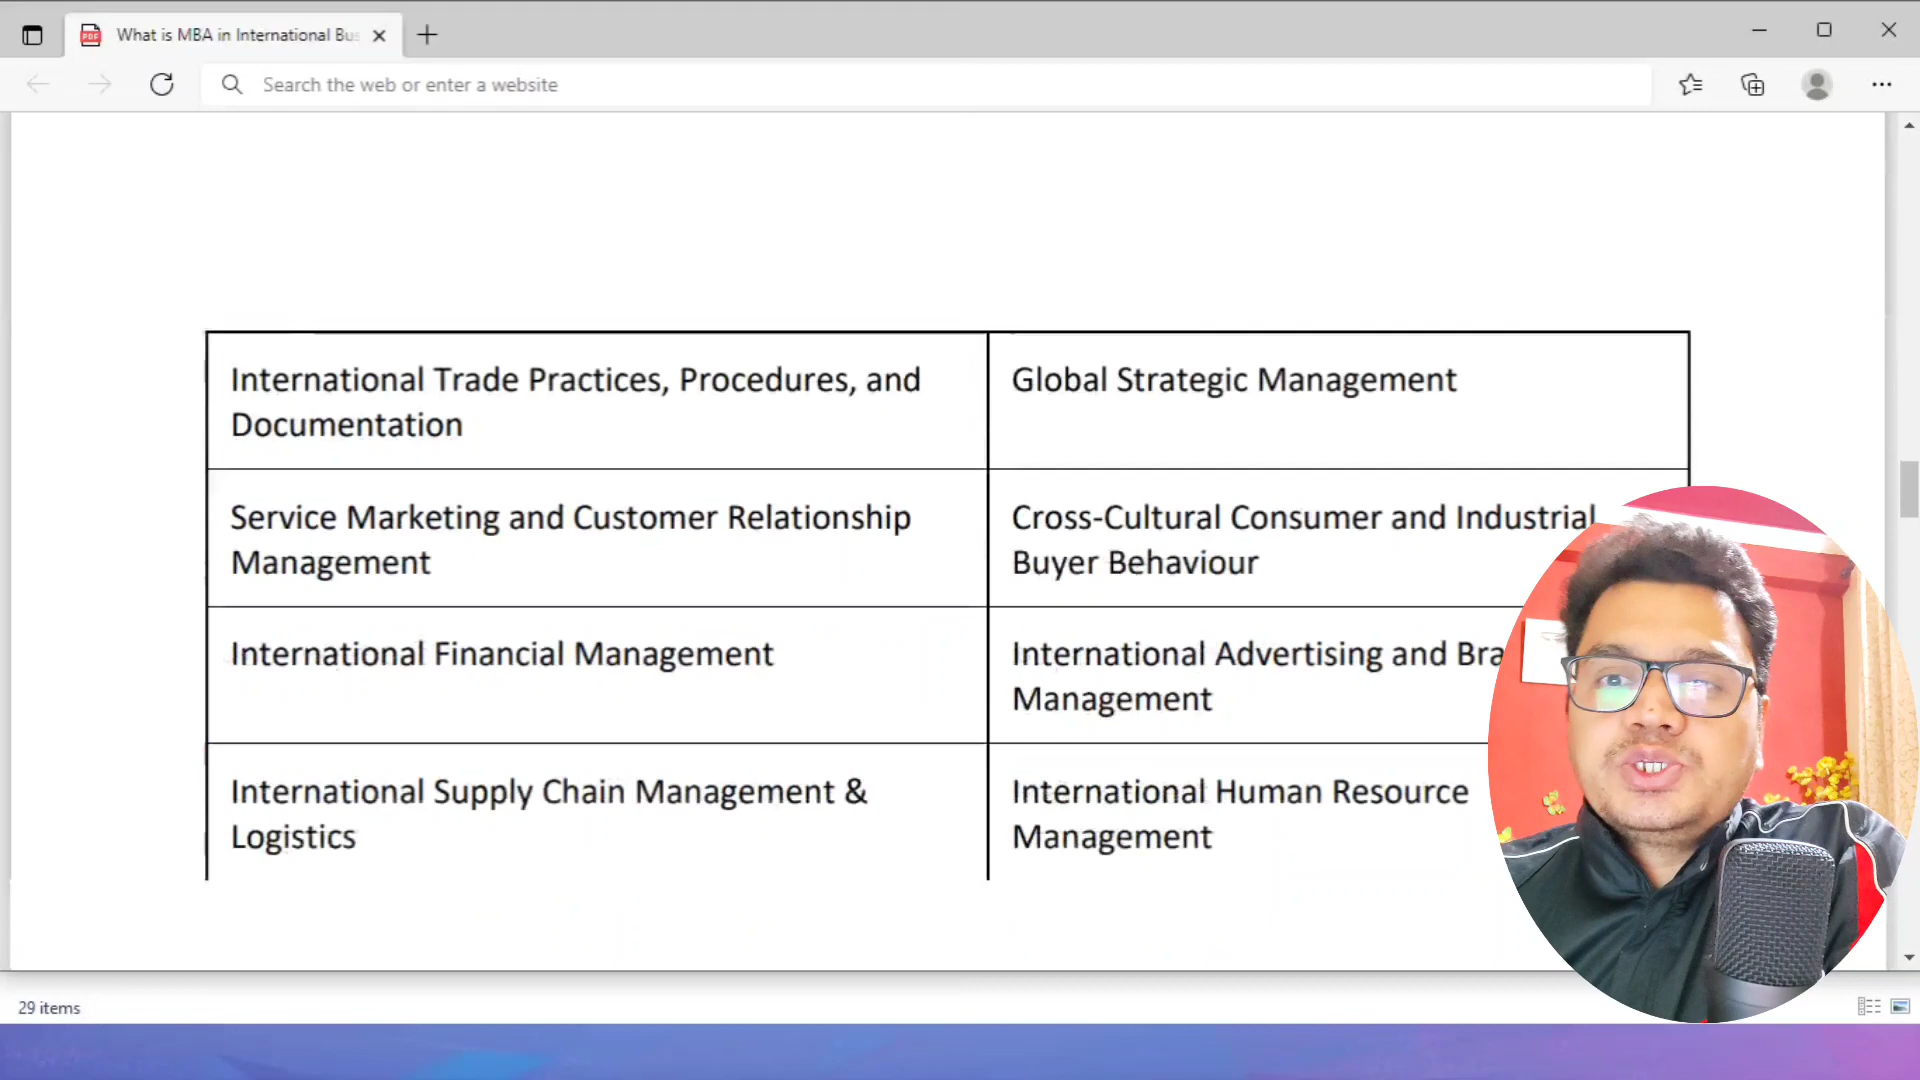 What is MBA in International Bus
Search the web or enter a website
International Trade Practices, Procedures, and
Documentation
Global Strategic Management
Service Marketing and Customer Relationship
Management
Cross-Cultural Consumer and Industrial
Buyer Behaviour
International Financial Management
International Advertising and Bra
Management
International Supply Chain Management &
Logistics
International Human Resource
Management
29 items